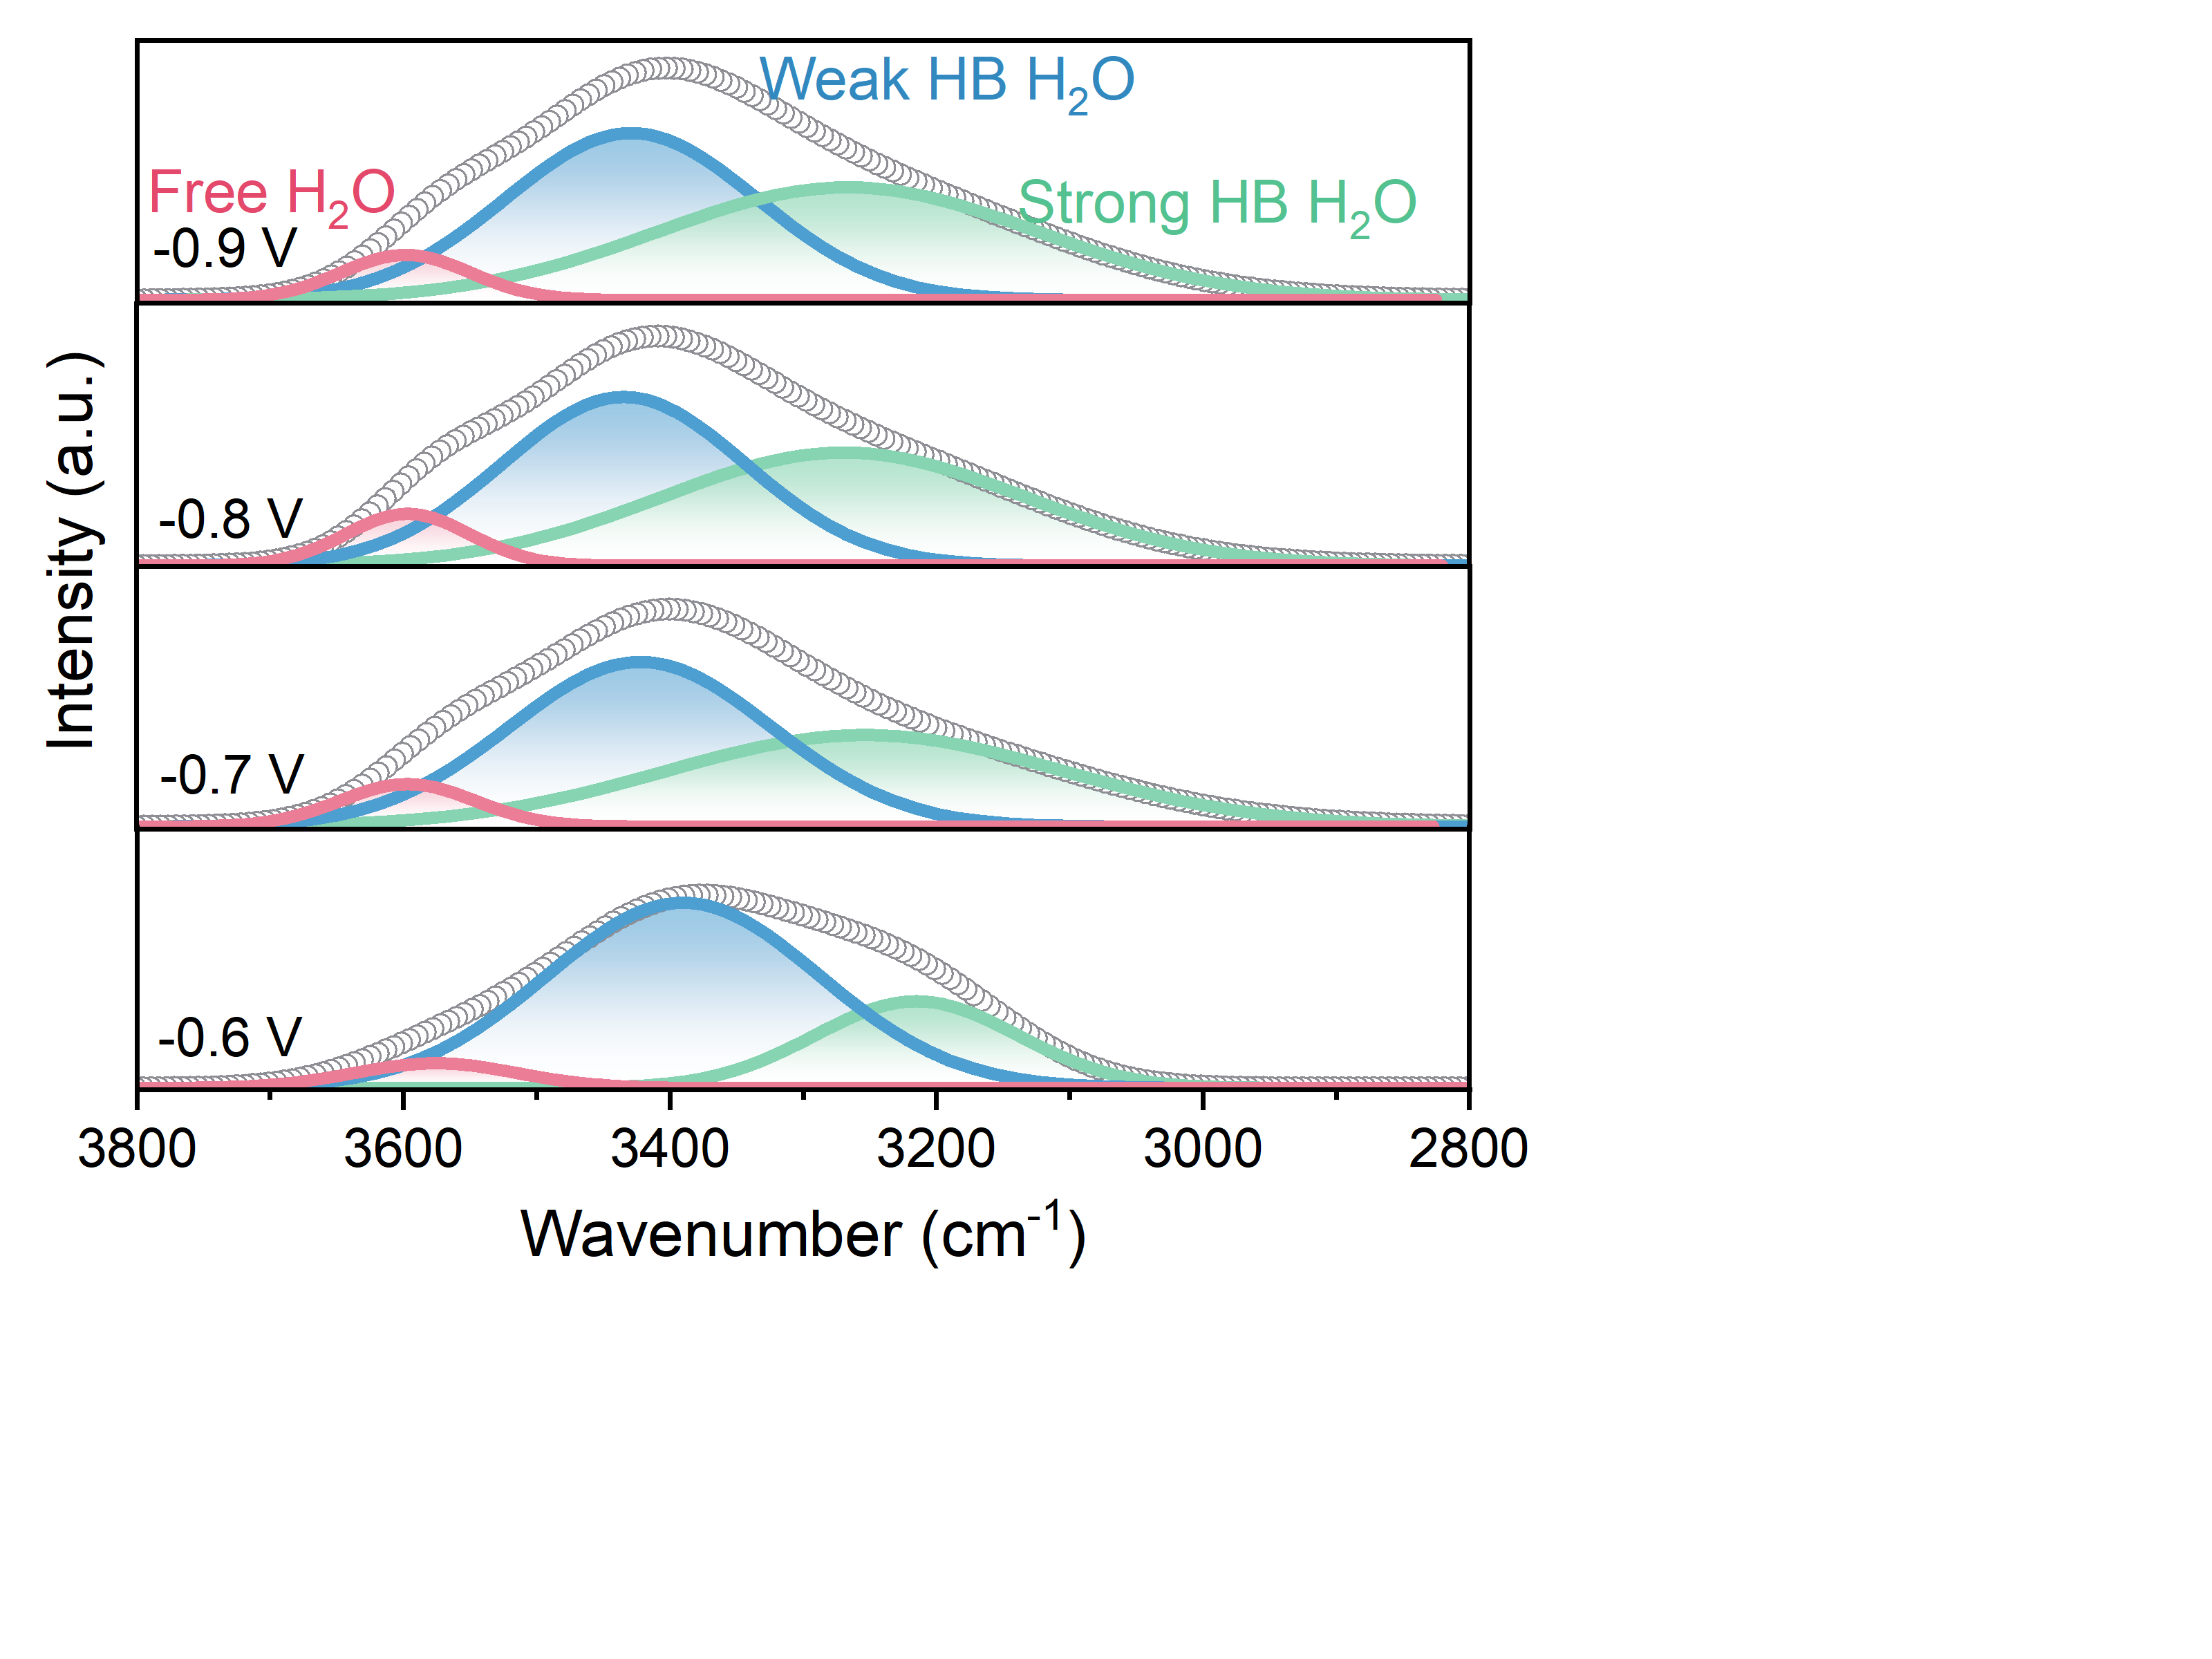 Weak HB H₂O
Free H₂O
Strong HB H₂O
-0.9 V
-0.8 V
-0.7 V
-0.6 V
Intensity (a.u.)
3800 3600 3400 3200 3000 2800
Wavenumber (cm⁻¹)